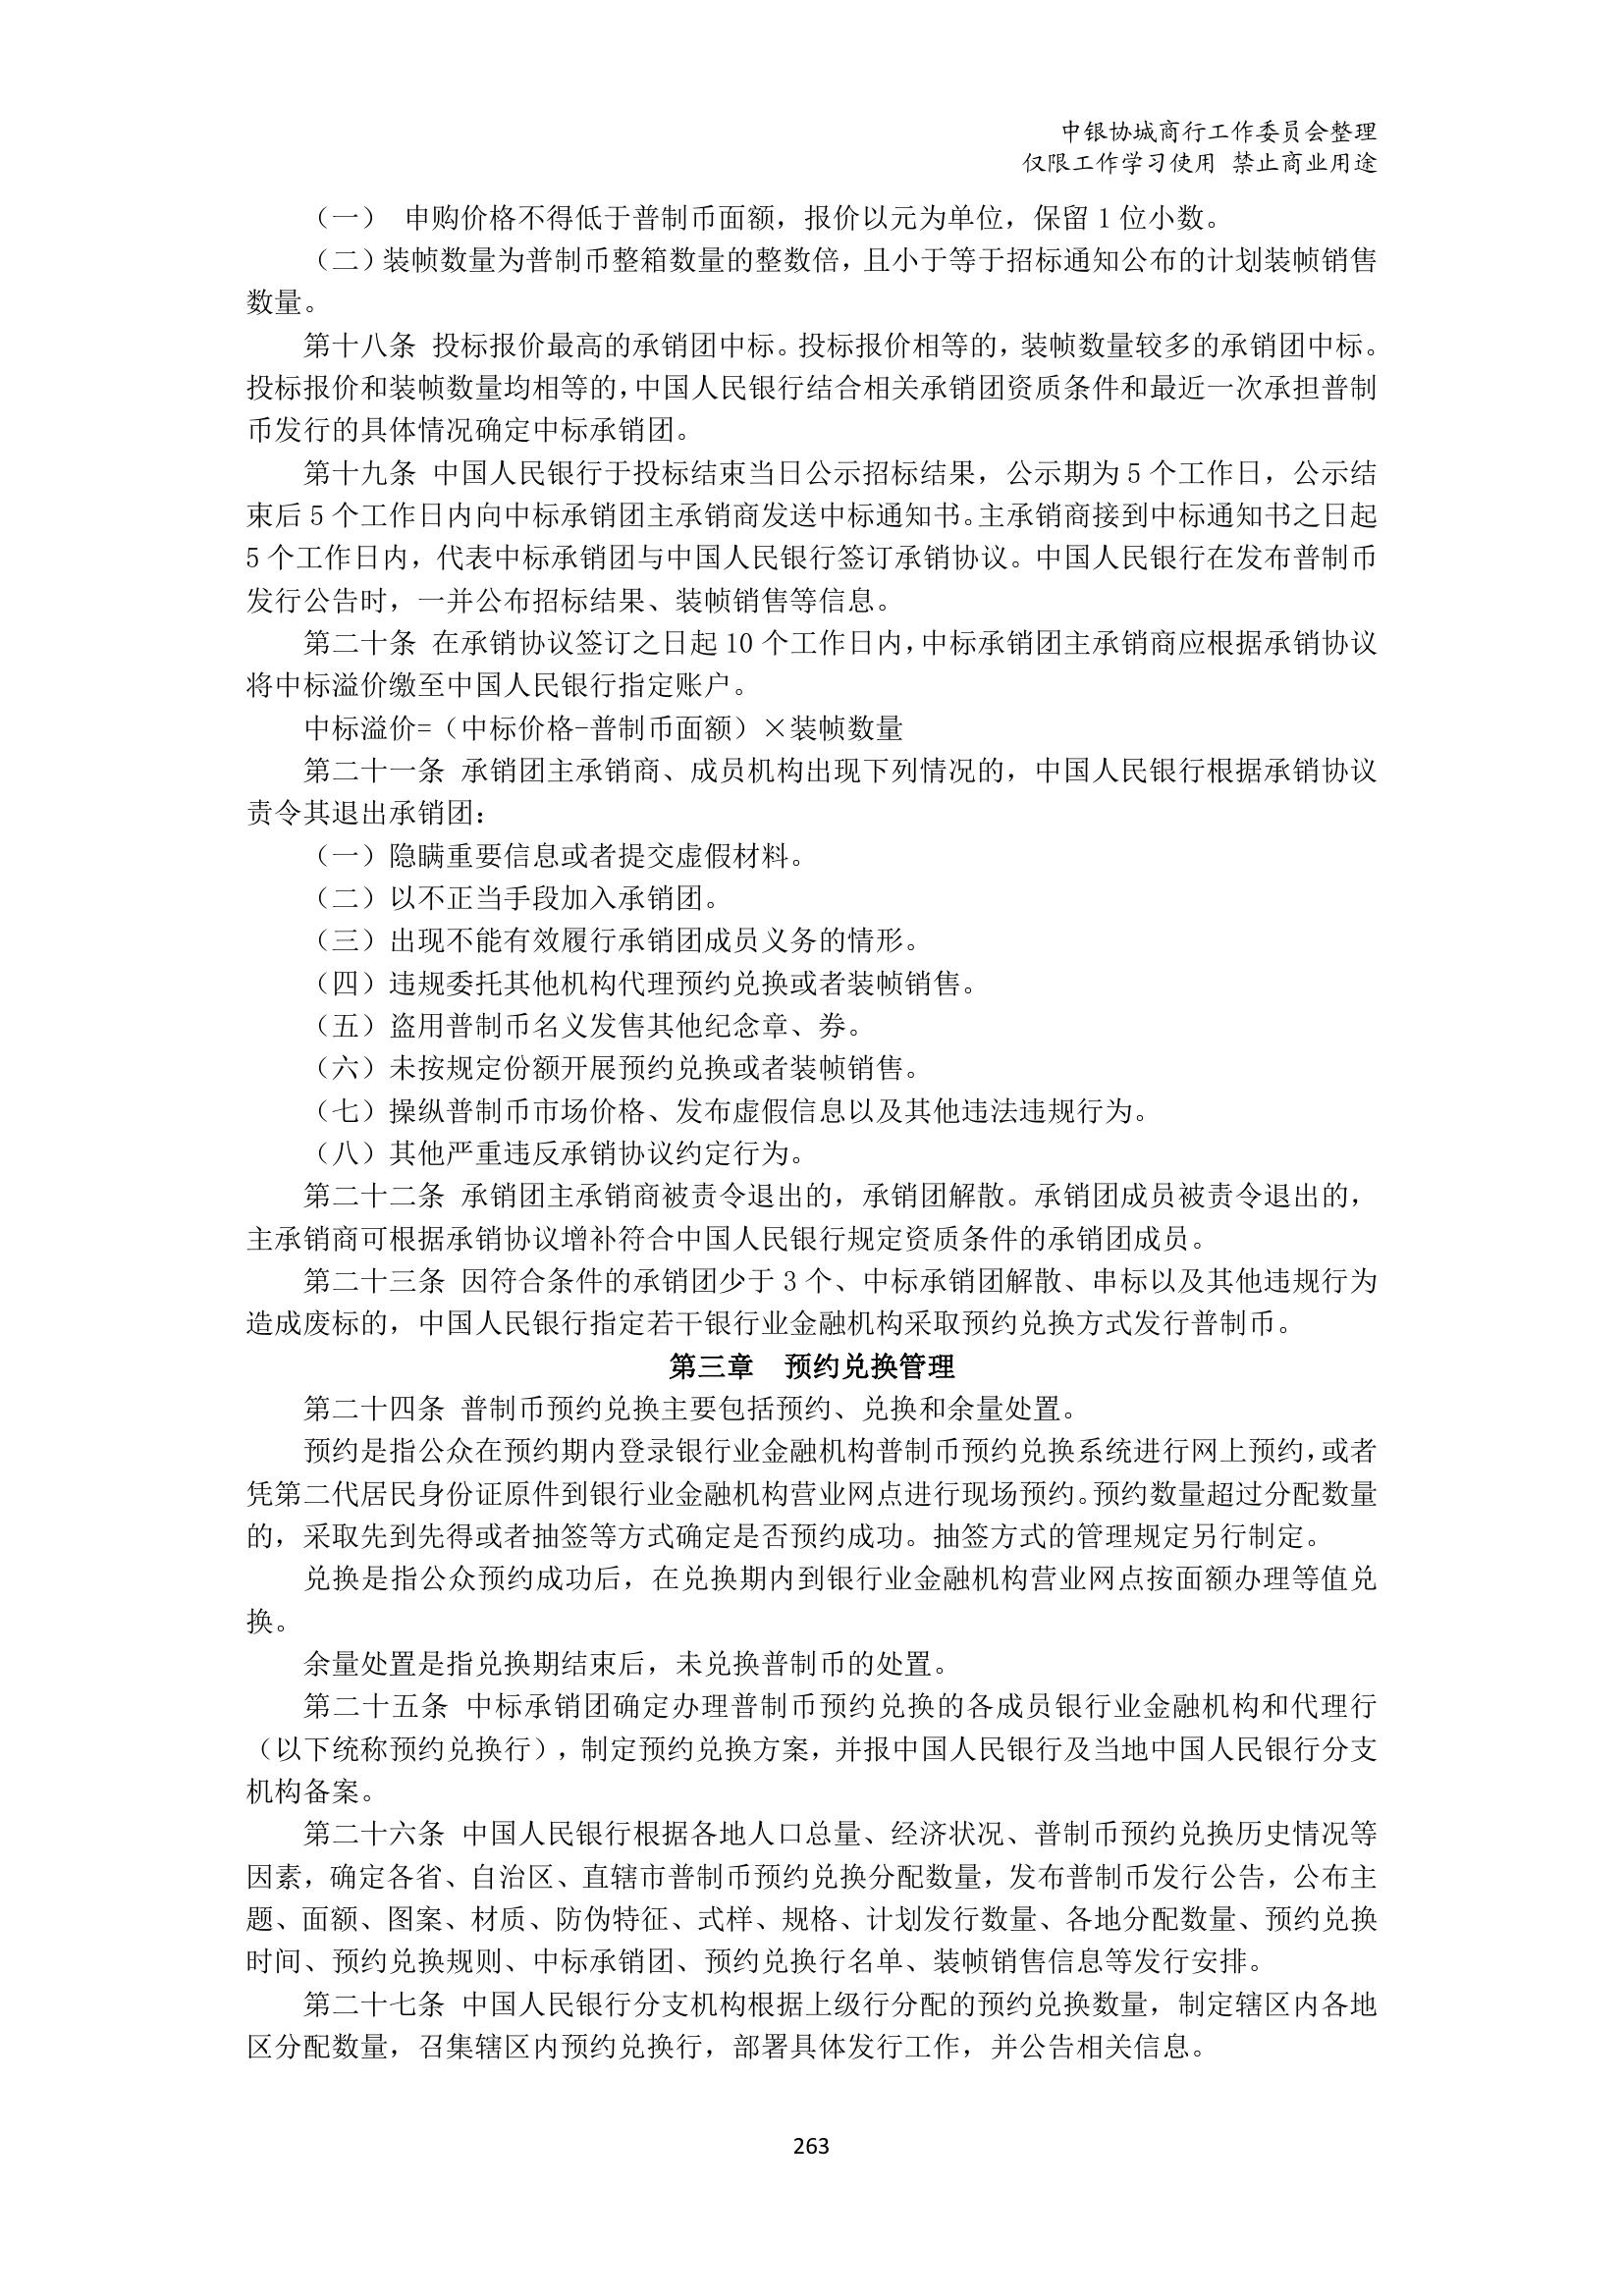 中银协城商行工作委员会整理
仅限工作学习使用 禁止商业用途
（一） 申购价格不得低于普制币面额，报价以元为单位，保留 1 位小数。
（二）装帧数量为普制币整箱数量的整数倍，且小于等于招标通知公布的计划装帧销售
数量。
第十八条 投标报价最高的承销团中标。投标报价相等的，装帧数量较多的承销团中标。
投标报价和装帧数量均相等的，中国人民银行结合相关承销团资质条件和最近一次承担普制
币发行的具体情况确定中标承销团。
第十九条 中国人民银行于投标结束当日公示招标结果，公示期为 5 个工作日，公示结
束后 5 个工作日内向中标承销团主承销商发送中标通知书。主承销商接到中标通知书之日起
5 个工作日内，代表中标承销团与中国人民银行签订承销协议。中国人民银行在发布普制币
发行公告时，一并公布招标结果、装帧销售等信息。
第二十条 在承销协议签订之日起 10 个工作日内，中标承销团主承销商应根据承销协议
将中标溢价缴至中国人民银行指定账户。
中标溢价=（中标价格-普制币面额）×装帧数量
第二十一条 承销团主承销商、成员机构出现下列情况的，中国人民银行根据承销协议
责令其退出承销团：
（一）隐瞒重要信息或者提交虚假材料。
（二）以不正当手段加入承销团。
（三）出现不能有效履行承销团成员义务的情形。
（四）违规委托其他机构代理预约兑换或者装帧销售。
（五）盗用普制币名义发售其他纪念章、券。
（六）未按规定份额开展预约兑换或者装帧销售。
（七）操纵普制币市场价格、发布虚假信息以及其他违法违规行为。
（八）其他严重违反承销协议约定行为。
第二十二条 承销团主承销商被责令退出的，承销团解散。承销团成员被责令退出的，
主承销商可根据承销协议增补符合中国人民银行规定资质条件的承销团成员。
第二十三条 因符合条件的承销团少于 3 个、中标承销团解散、串标以及其他违规行为
造成废标的，中国人民银行指定若干银行业金融机构采取预约兑换方式发行普制币。
第三章 预约兑换管理
第二十四条 普制币预约兑换主要包括预约、兑换和余量处置。
预约是指公众在预约期内登录银行业金融机构普制币预约兑换系统进行网上预约，或者
凭第二代居民身份证原件到银行业金融机构营业网点进行现场预约。预约数量超过分配数量
的，采取先到先得或者抽签等方式确定是否预约成功。抽签方式的管理规定另行制定。
兑换是指公众预约成功后，在兑换期内到银行业金融机构营业网点按面额办理等值兑
换。
余量处置是指兑换期结束后，未兑换普制币的处置。
第二十五条 中标承销团确定办理普制币预约兑换的各成员银行业金融机构和代理行
（以下统称预约兑换行），制定预约兑换方案，并报中国人民银行及当地中国人民银行分支
机构备案。
第二十六条 中国人民银行根据各地人口总量、经济状况、普制币预约兑换历史情况等
因素，确定各省、自治区、直辖市普制币预约兑换分配数量，发布普制币发行公告，公布主
题、面额、图案、材质、防伪特征、式样、规格、计划发行数量、各地分配数量、预约兑换
时间、预约兑换规则、中标承销团、预约兑换行名单、装帧销售信息等发行安排。
第二十七条 中国人民银行分支机构根据上级行分配的预约兑换数量，制定辖区内各地
区分配数量，召集辖区内预约兑换行，部署具体发行工作，并公告相关信息。
263